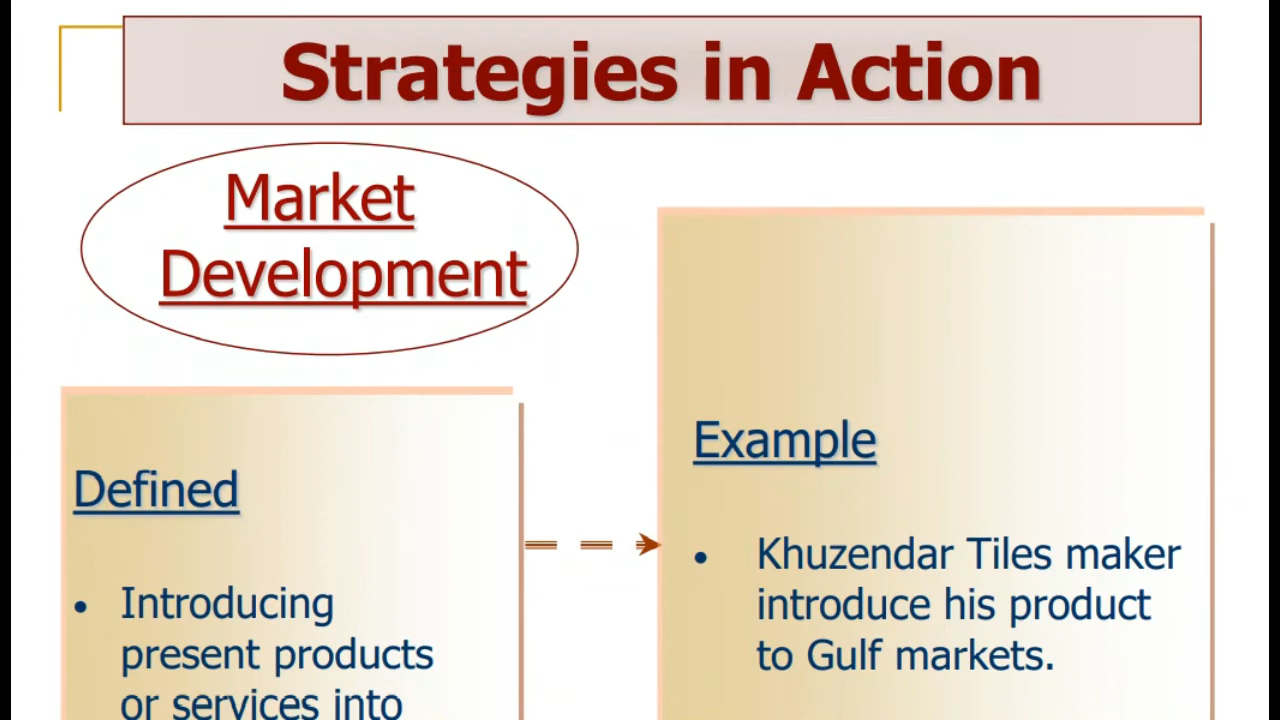 Strategies in Action
Market
Development
Defined
• Introducing
present products
or services into
Example
• Khuzendar Tiles maker
introduce his product
to Gulf markets.